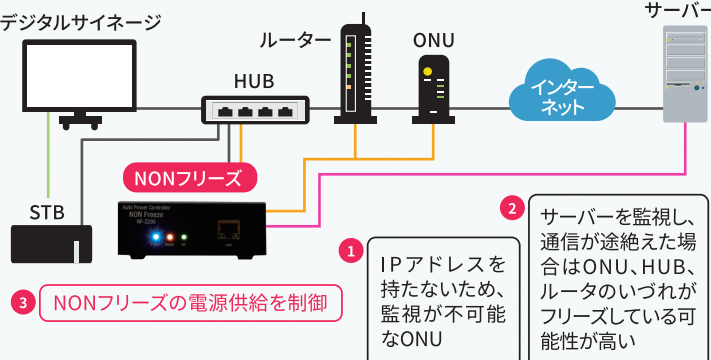 デジタルサイネージ
サーバー
ルーター
ONU
HUB
インター
ネット
NONフリーズ
STB
Auto Power Controller
NON Freeze
NF-Z200
LAN
1
IPアドレスを
持たないため、
監視が不可能
なONU
2
サーバーを監視し、
通信が途絶えた場
合はONU、HUB、
ルータのいづれが
フリーズしている可
能性が高い
3
NONフリーズの電源供給を制御